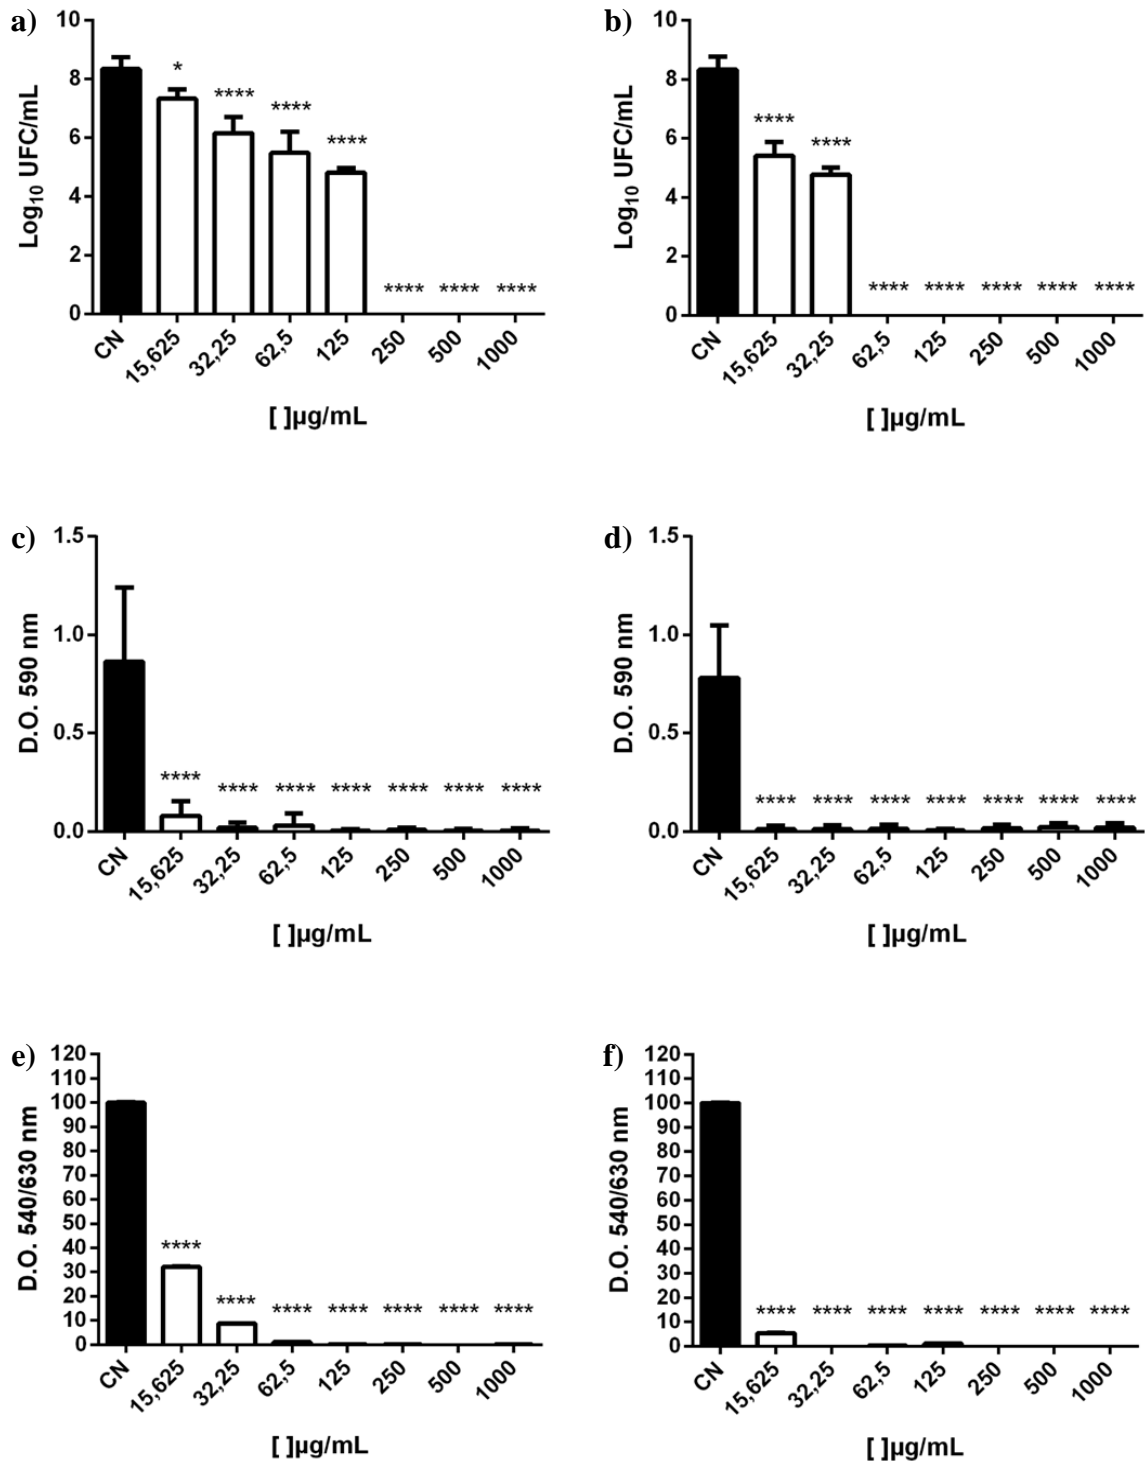 a)
10
8
6
4
2
0
Log10 UFC/mL
*
****
****
****
**** **** ****
CN 15,625 32,25 62,5 125 250 500 1000
[ ]µg/mL
b)
10
8
6
4
2
0
Log10 UFC/mL
****
****
**** **** **** **** ****
CN 15,625 32,25 62,5 125 250 500 1000
[ ]µg/mL
c)
1.5
1.0
0.5
0.0
D.O. 590 nm
****
**** **** **** **** **** ****
CN 15,625 32,25 62,5 125 250 500 1000
[ ]µg/mL
d)
1.5
1.0
0.5
0.0
D.O. 590 nm
**** **** **** **** **** **** ****
CN 15,625 32,25 62,5 125 250 500 1000
[ ]µg/mL
e)
120
110
100
90
80
70
60
50
40
30
20
10
0
D.O. 540/630 nm
****
****
**** **** **** **** ****
CN 15,625 32,25 62,5 125 250 500 1000
[ ]µg/mL
f)
120
110
100
90
80
70
60
50
40
30
20
10
0
D.O. 540/630 nm
**** **** **** **** **** **** ****
CN 15,625 32,25 62,5 125 250 500 1000
[ ]µg/mL